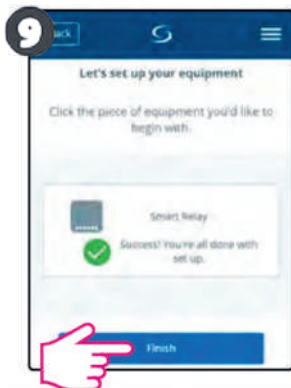 9
Back
Let's set up your equipment
Click the piece of equipment you'd like to
begin with.
Smart Relay
Success! You're all done with
set up.
Finish